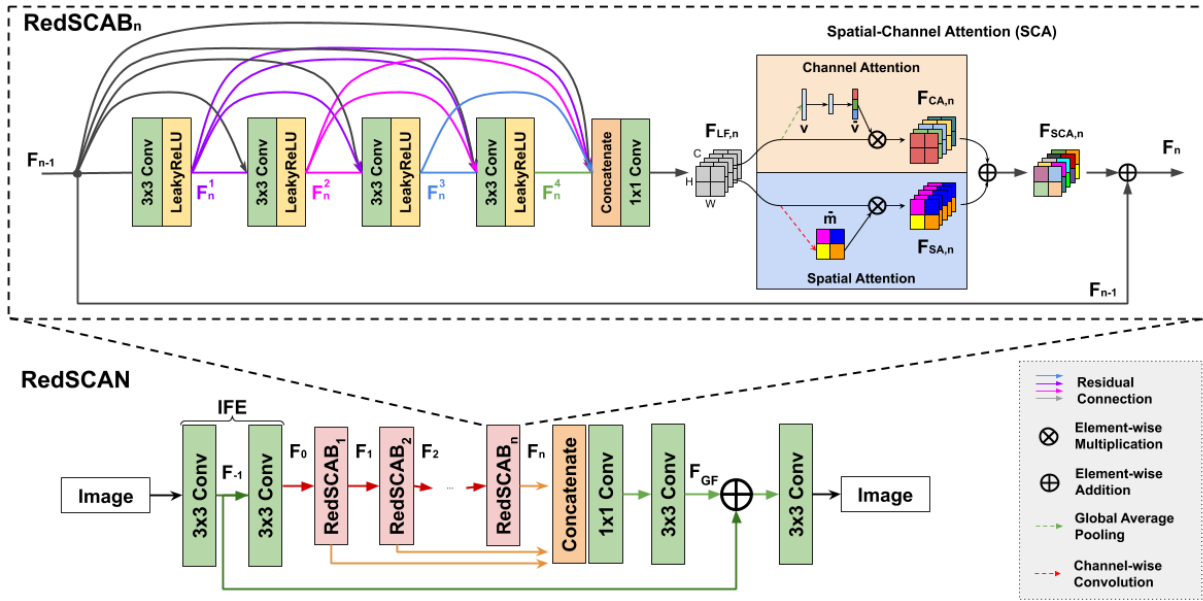 RedSCABn
Spatial-Channel Attention (SCA)
Channel Attention
v
v̄
FCA,n
FLF,n
C
H
W
FSCA,n
Fn
Fn-1
3x3 Conv
LeakyReLU
Fn1
3x3 Conv
LeakyReLU
Fn2
3x3 Conv
LeakyReLU
Fn3
3x3 Conv
LeakyReLU
Fn4
Concatenate
1x1 Conv
m̄
FSA,n
Spatial Attention
Fn-1
RedSCAN
IFE
Image
3x3 Conv
F-1
3x3 Conv
F0
RedSCAB1
F1
RedSCAB2
F2
...
RedSCABn
Fn
Concatenate
1x1 Conv
3x3 Conv
FGF
3x3 Conv
Image
Residual
Connection
Element-wise
Multiplication
Element-wise
Addition
Global Average
Pooling
Channel-wise
Convolution